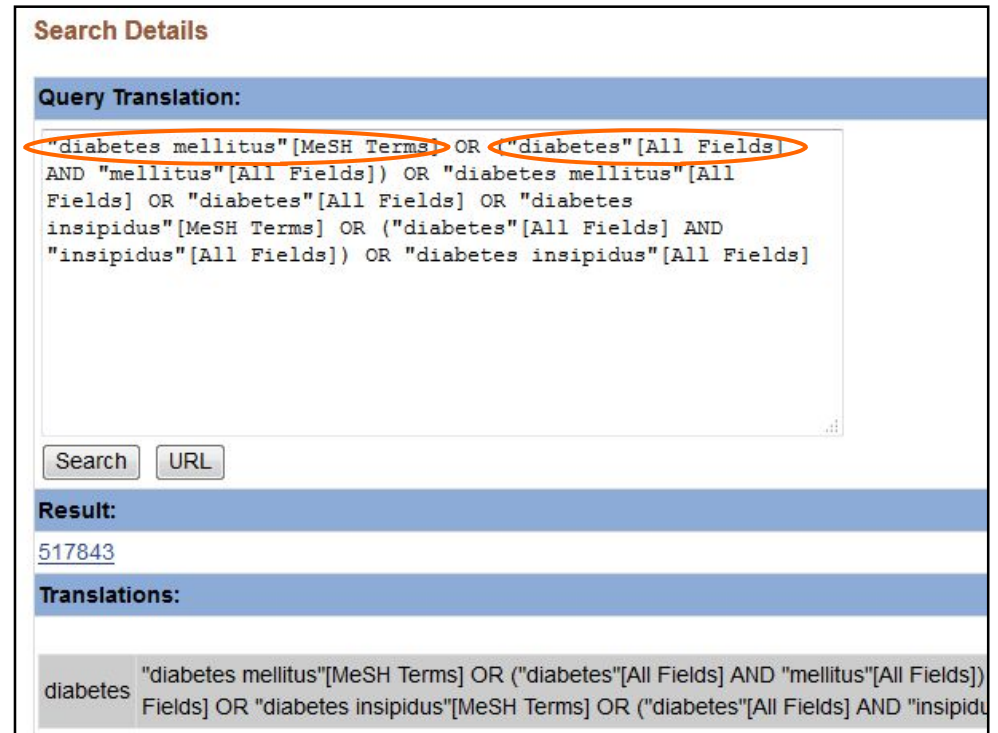 Search Details
Query Translation:
"diabetes mellitus"[MeSH Terms] OR ("diabetes"[All Fields]
AND "mellitus"[All Fields]) OR "diabetes mellitus"[All
Fields] OR "diabetes"[All Fields] OR "diabetes
insipidus"[MeSH Terms] OR ("diabetes"[All Fields] AND
"insipidus"[All Fields]) OR "diabetes insipidus"[All Fields]
Search URL
Result:
517843
Translations:
diabetes
"diabetes mellitus"[MeSH Terms] OR ("diabetes"[All Fields] AND "mellitus"[All Fields])
Fields] OR "diabetes insipidus"[MeSH Terms] OR ("diabetes"[All Fields] AND "insipidu